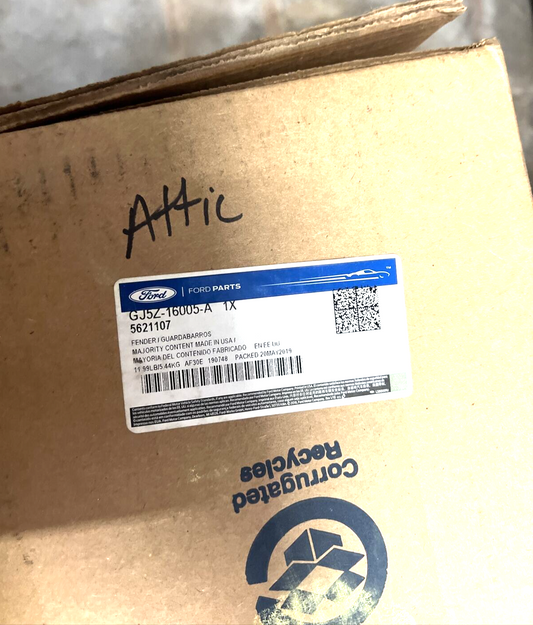 Attic
Ford | FORD PARTS
GJ5Z-16005-A 1X
5621107
FENDER / GUARDABARROS
MAJORITY CONTENT MADE IN USA /
MAYORIA DEL CONTENIDO FABRICADO EN EE UU
11.99LB/5.44KG AF30E 190748 PACKED 20MAY2019
Corrugated
Recycles